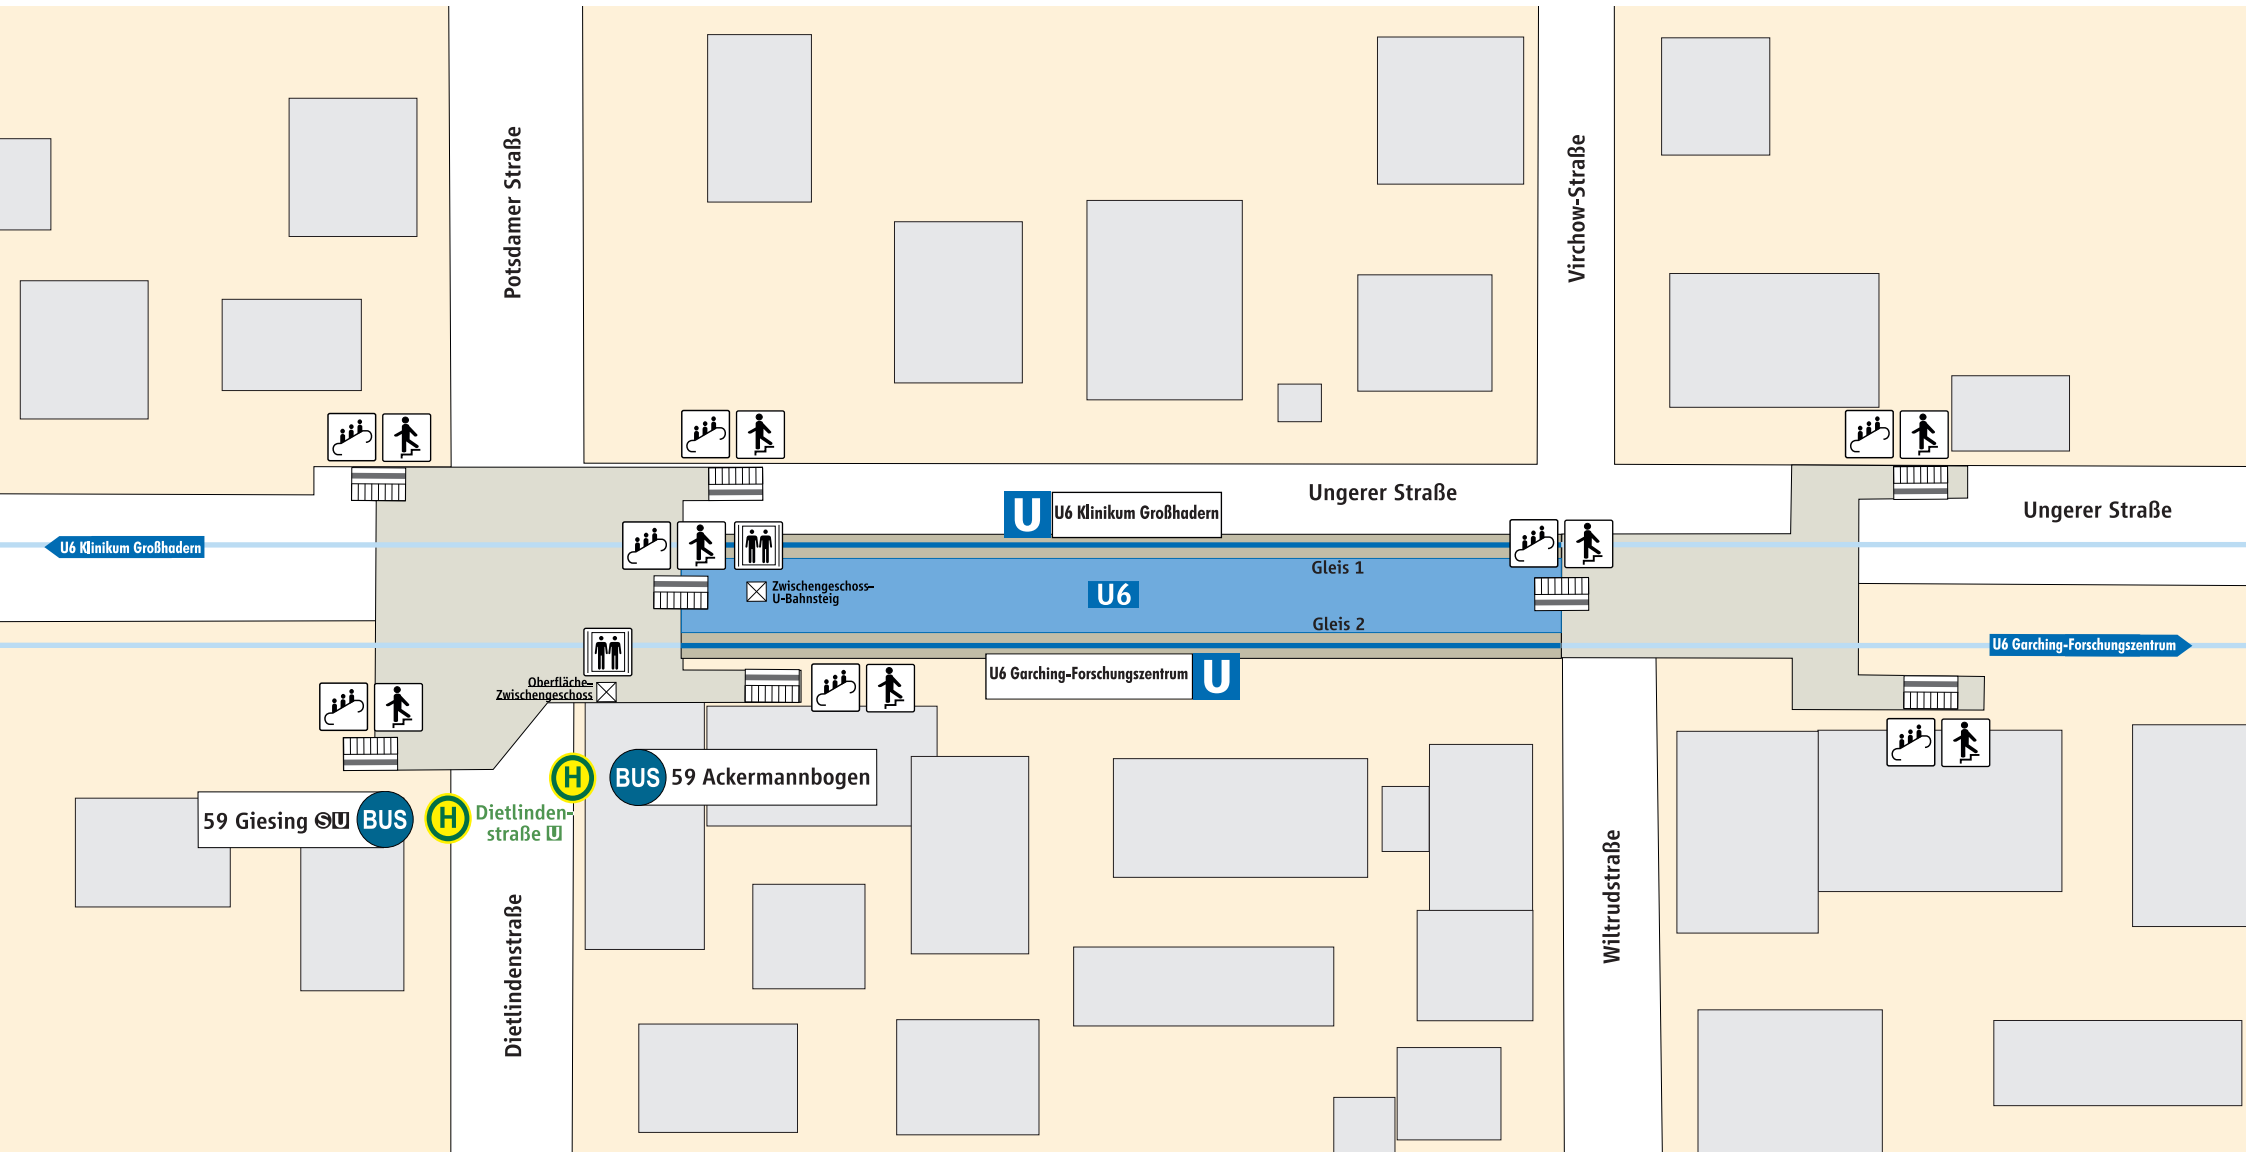 Potsdamer Straße
Virchow-Straße
Ungerer Straße
Ungerer Straße
U
U6 Klinikum Großhadern
U6 Klinikum Großhadern
Gleis 1
Zwischengeschoss–
U-Bahnsteig
U6
Gleis 2
U6 Garching-Forschungszentrum
U6 Garching-Forschungszentrum
U
Oberfläche–
Zwischengeschoss
H
BUS
59 Ackermannbogen
59 Giesing SU
BUS
H
Dietlinden-
straße U
Dietlindenstraße
Wiltrudstraße